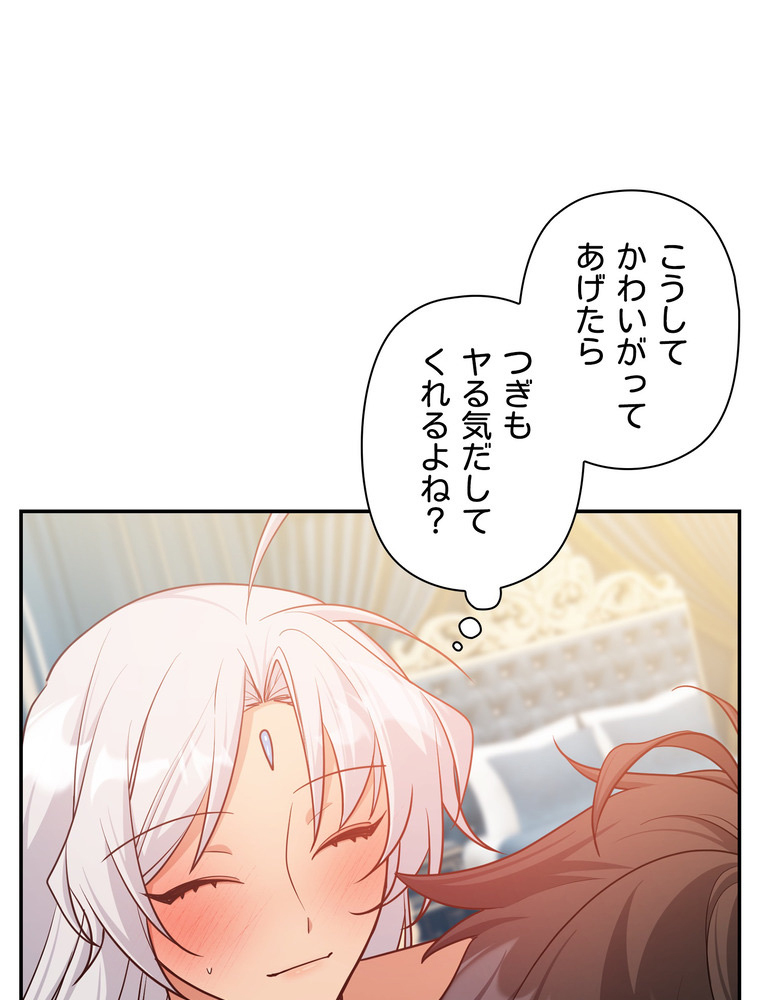 こうして
かわいがって
あげたら
つぎも
ヤる気だして
くれるよね？